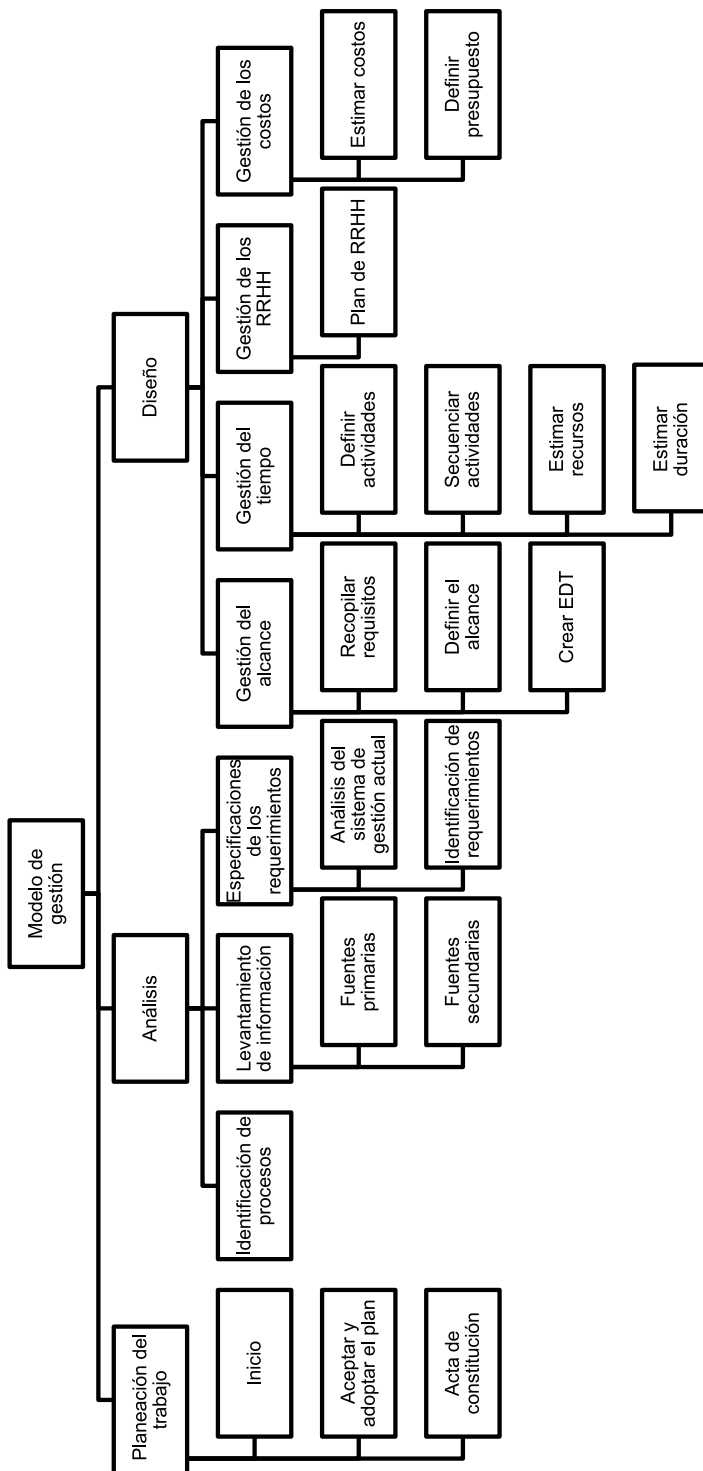 Modelo de
gestión
Planeación del
trabajo
Inicio
Aceptar y
adoptar el plan
Acta de
constitución
Análisis
Identificación de
procesos
Levantamiento
de información
Fuentes
primarias
Fuentes
secundarias
Especificaciones
de los
requerimientos
Análisis del
sistema de
gestión actual
Identificación de
requerimientos
Diseño
Gestión del
alcance
Recopilar
requisitos
Definir el
alcance
Crear EDT
Gestión del
tiempo
Definir
actividades
Secuenciar
actividades
Estimar
recursos
Estimar
duración
Gestión de los
RRHH
Plan de RRHH
Gestión de los
costos
Estimar costos
Definir
presupuesto